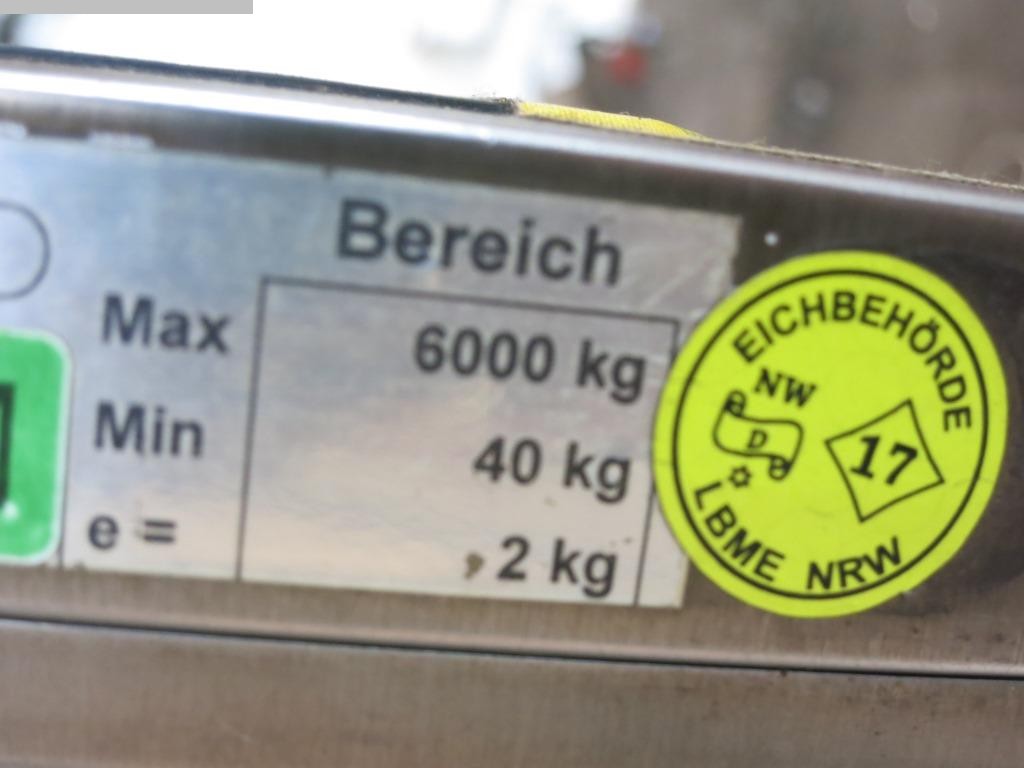 Bereich
Max 6000 kg
Min 40 kg
e = 2 kg
EICHBEHÖRDE
NW
D
17
LBME NRW